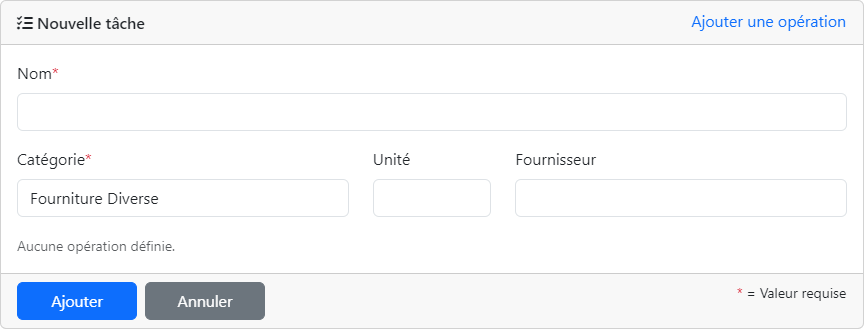 Nouvelle tâche
Ajouter une opération
Nom*
Catégorie* Unité Fournisseur
Fourniture Diverse
Aucune opération définie.
Ajouter Annuler
* = Valeur requise